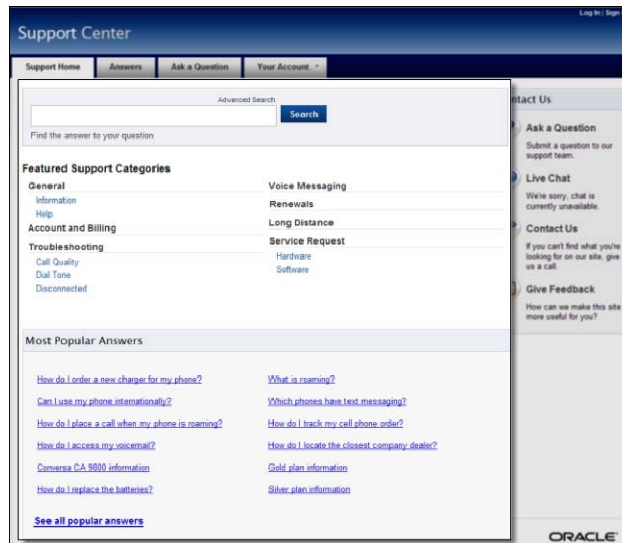 Log In | Sign
Support Center
Support Home
Answers
Ask a Question
Your Account
Advanced Search
Search
Find the answer to your question
Featured Support Categories
General
Information
Help
Account and Billing
Troubleshooting
Call Quality
Dial Tone
Disconnected
Voice Messaging
Renewals
Long Distance
Service Request
Hardware
Software
Most Popular Answers
How do I order a new charger for my phone?
Can I use my phone internationally?
How do I place a call when my phone is roaming?
How do I access my voicemail?
Conversa CA 9800 information
How do I replace the batteries?
What is roaming?
Which phones have text messaging?
How do I track my cell phone order?
How do I locate the closest company dealer?
Gold plan information
Silver plan information
See all popular answers
ntact Us
Ask a Question
Submit a question to our
support team.
Live Chat
We're sorry, chat is
currently unavailable.
Contact Us
If you can't find what you're
looking for on our site, give
us a call.
Give Feedback
How can we make this site
more useful for you?
ORACLE